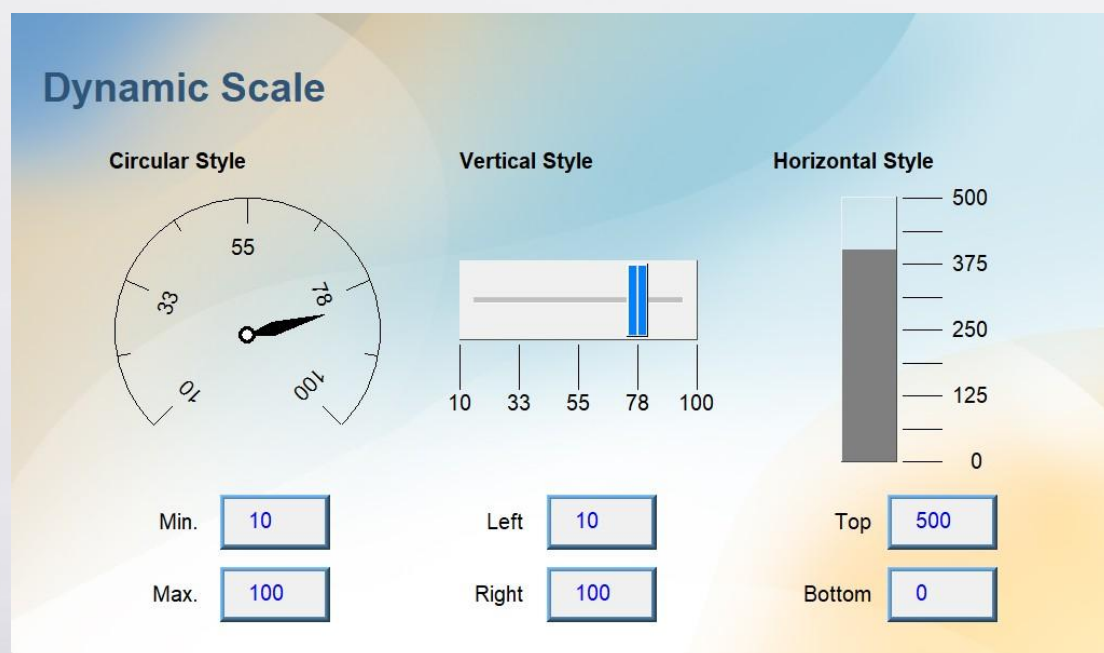 Dynamic Scale
Circular Style
55
33
78
10
100
Min. 10
Max. 100
Vertical Style
10 33 55 78 100
Left 10
Right 100
Horizontal Style
500
375
250
125
0
Top 500
Bottom 0